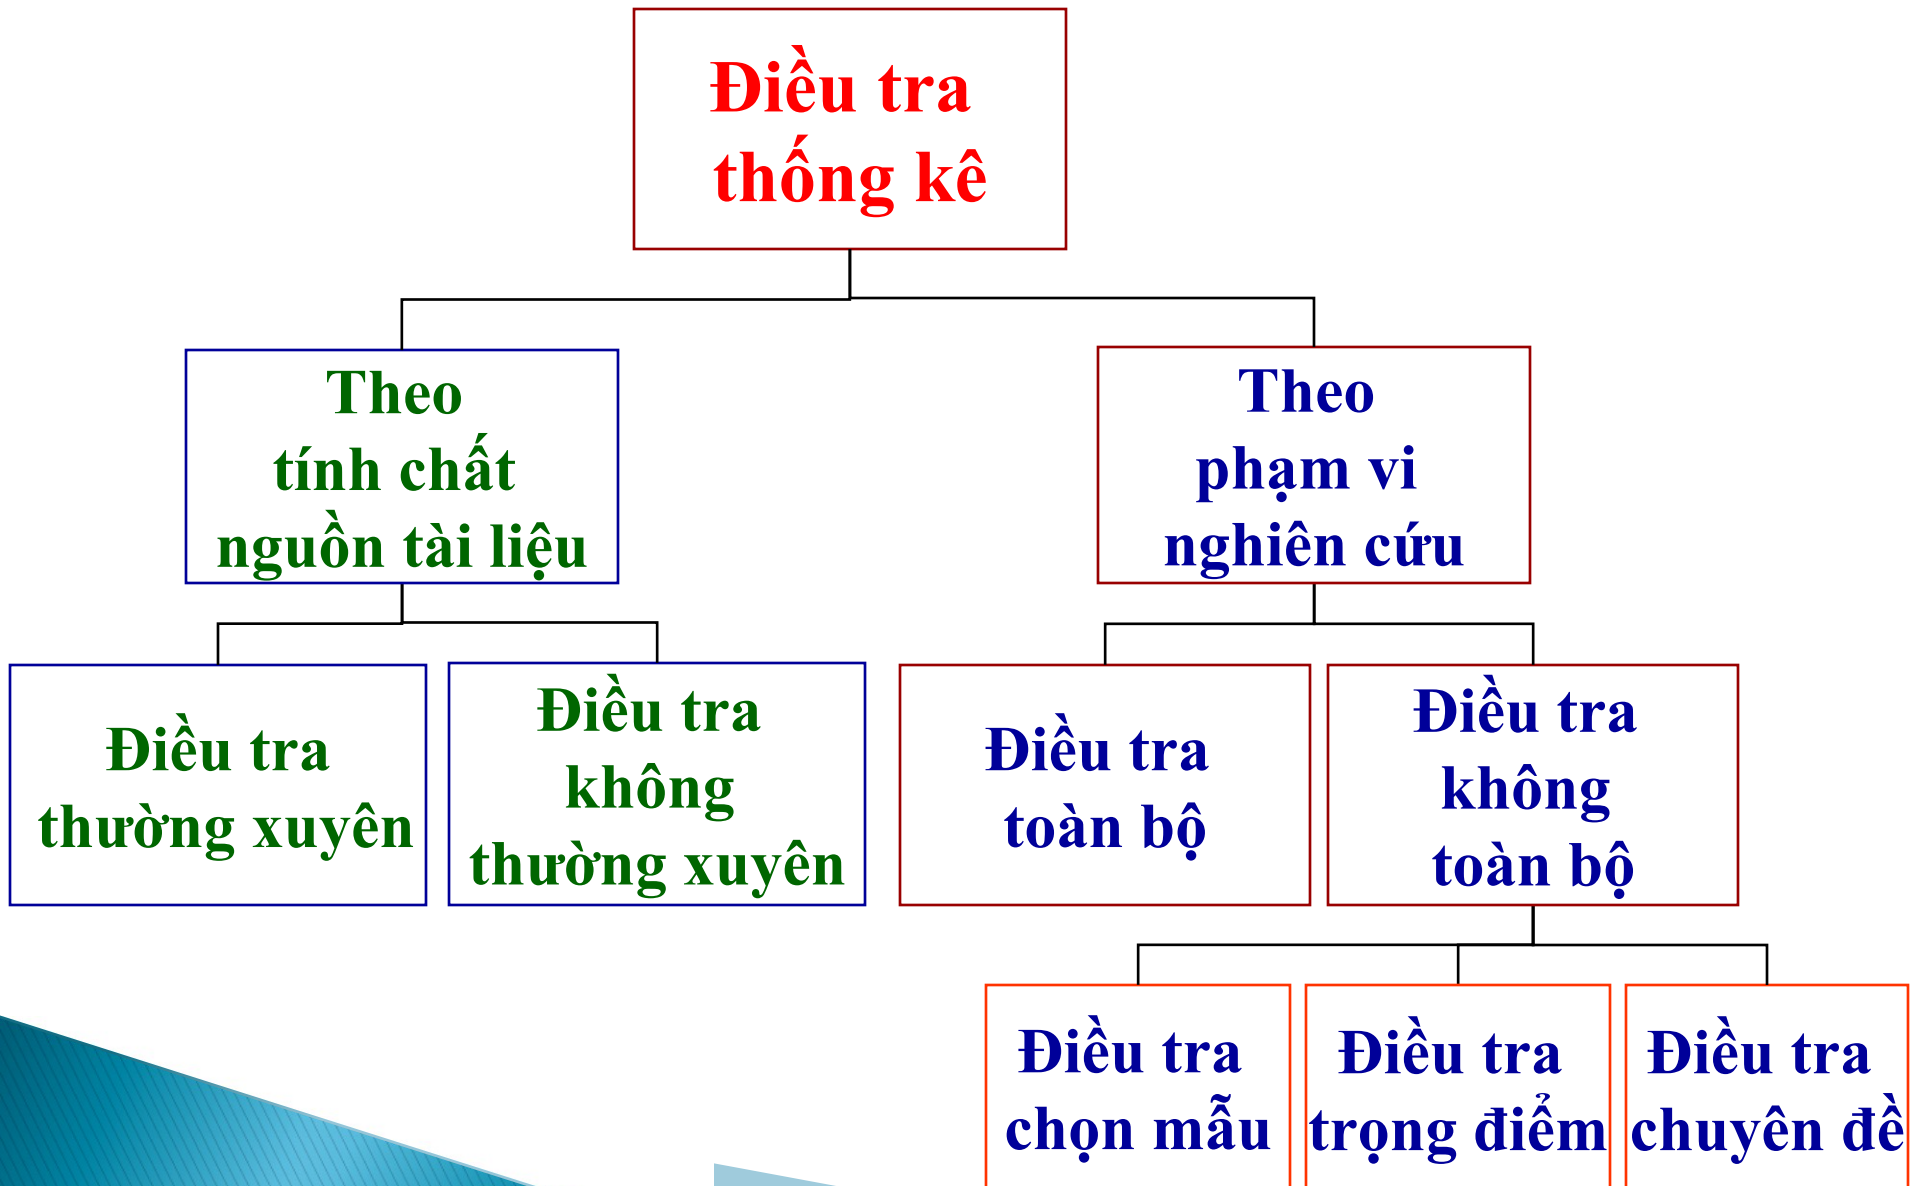 Điều tra
thống kê
Theo
tính chất
nguồn tài liệu
Theo
phạm vi
nghiên cứu
Điều tra
thường xuyên
Điều tra
không
thường xuyên
Điều tra
toàn bộ
Điều tra
không
toàn bộ
Điều tra
chọn mẫu
Điều tra
trọng điểm
Điều tra
chuyên đề